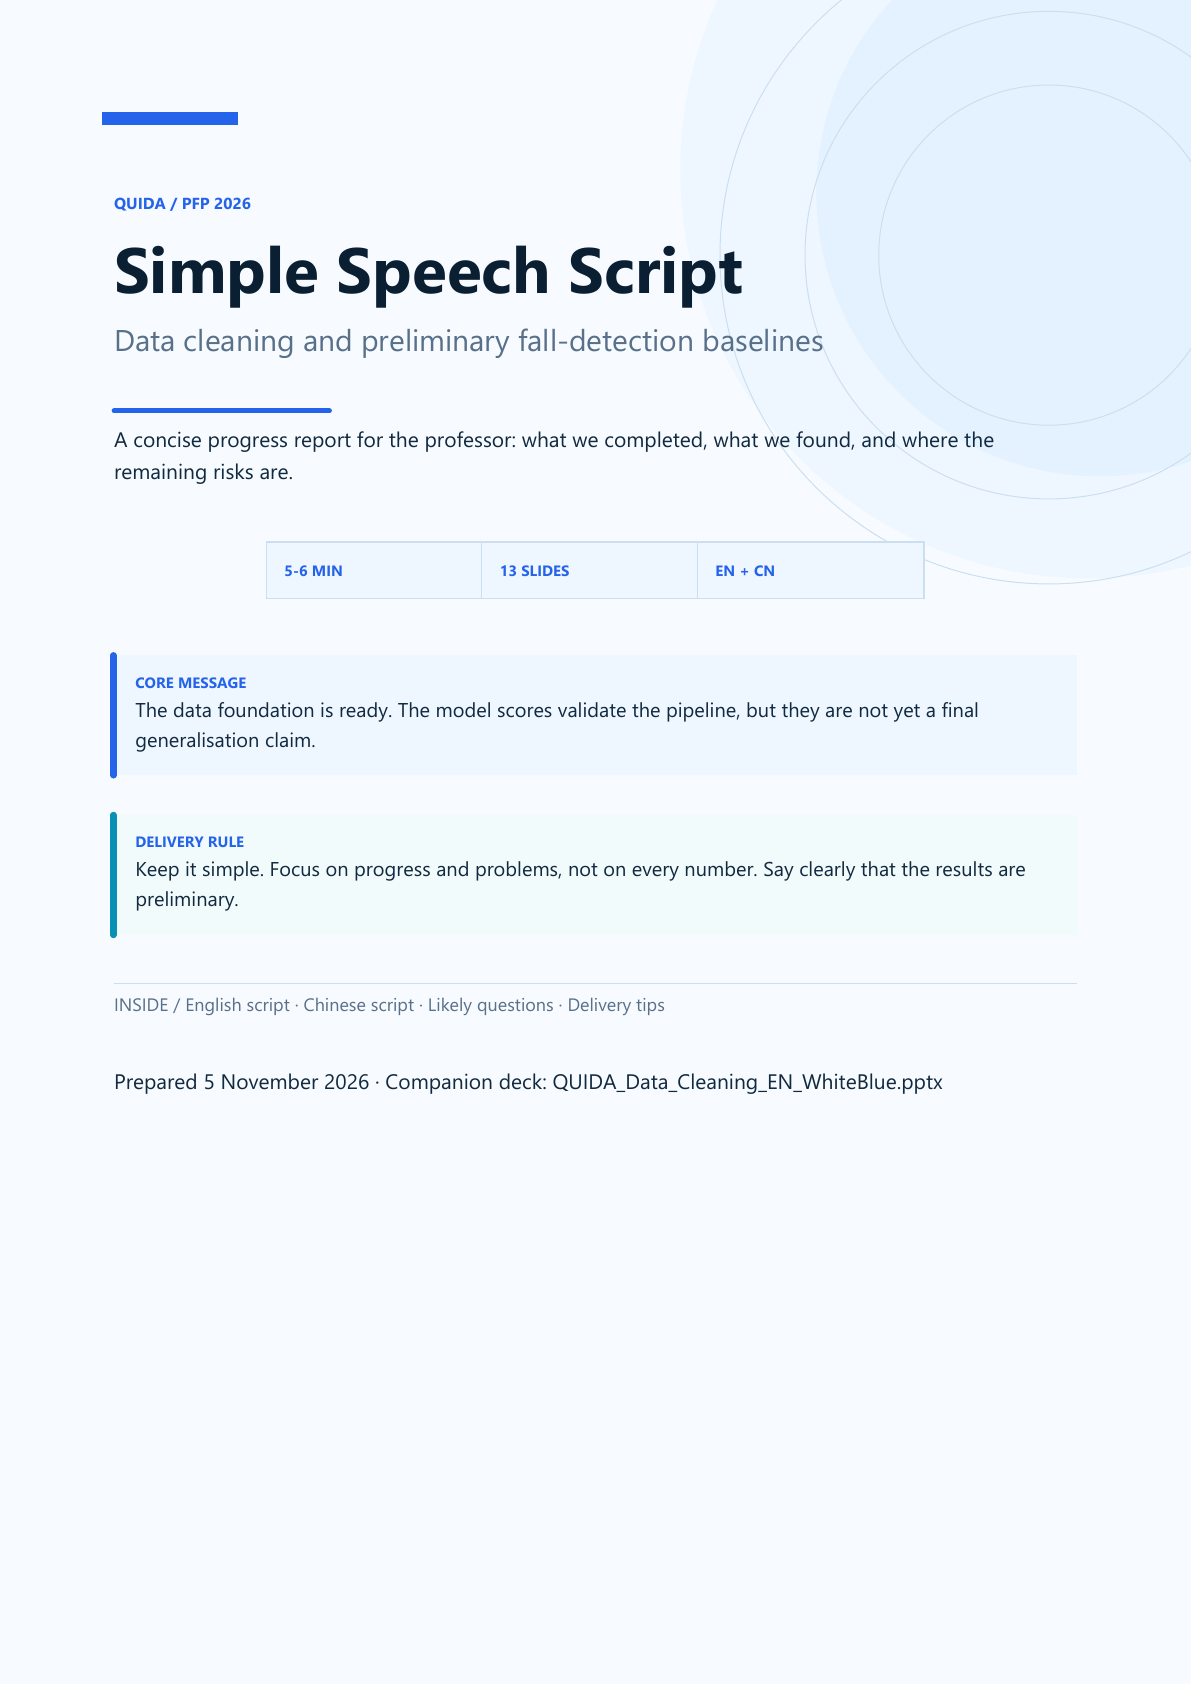 QUIDA / PFP 2026
Simple Speech Script
Data cleaning and preliminary fall-detection baselines
A concise progress report for the professor: what we completed, what we found, and where the
remaining risks are.
5-6 MIN
13 SLIDES
EN + CN
CORE MESSAGE
The data foundation is ready. The model scores validate the pipeline, but they are not yet a final
generalisation claim.
DELIVERY RULE
Keep it simple. Focus on progress and problems, not on every number. Say clearly that the results are
preliminary.
INSIDE / English script · Chinese script · Likely questions · Delivery tips
Prepared 5 November 2026 · Companion deck: QUIDA_Data_Cleaning_EN_WhiteBlue.pptx